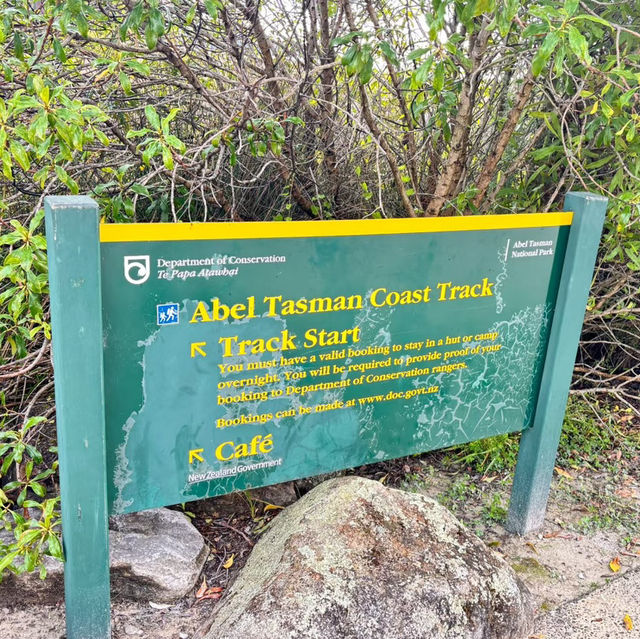 Department of Conservation
Te Papa Atawhai
Abel Tasman
National Park
Abel Tasman Coast Track
Track Start
You must have a valid booking to stay in a hut or camp
overnight. You will be required to provide proof of your
booking to Department of Conservation rangers.
Bookings can be made at www.doc.govt.nz
Café
New Zealand Government